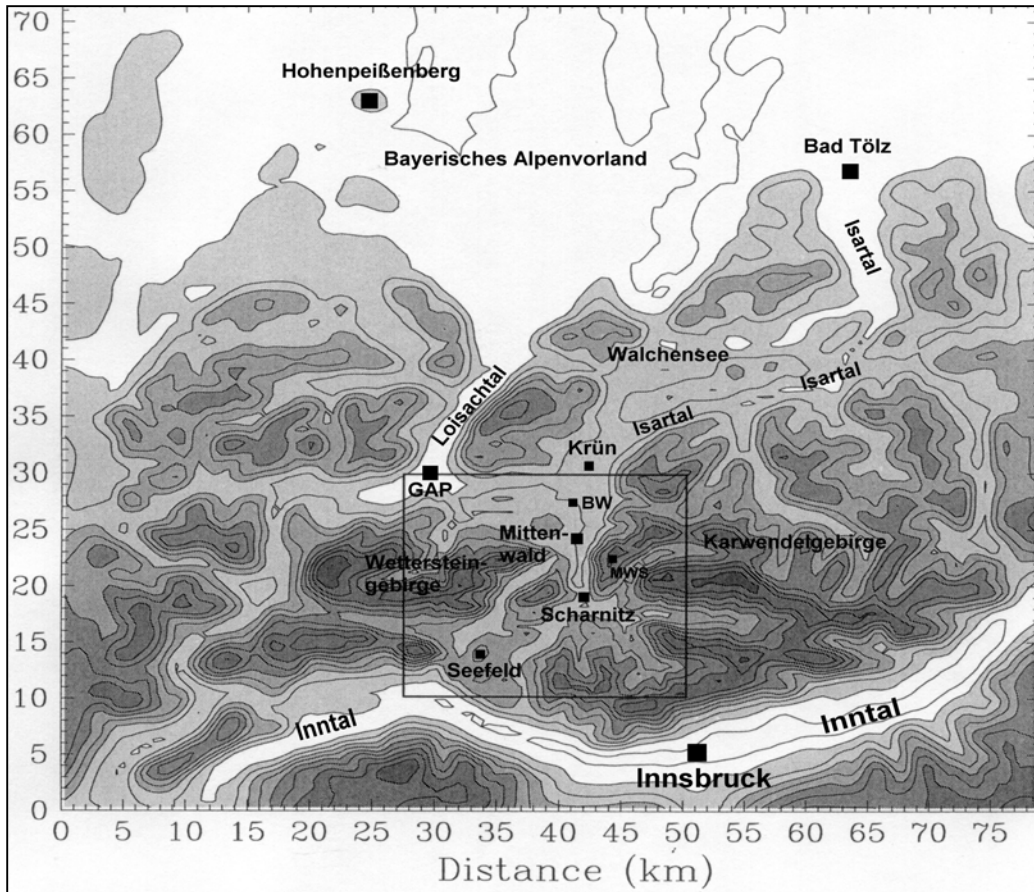 70
Hohenpeißenberg
60
Bayerisches Alpenvorland
Bad Tölz
55
Isartal
50
45
40
Walchensee
Isartal
Loisachtal
35
Isartal
Krün
30
GAP
BW
25
Mitten-
wald
Karwendelgebirge
Wetterstein-
gebirge
MWS
20
Scharnitz
15
Seefeld
10
Inntal
Inntal
5
Innsbruck
0
0 5 10 15 20 25 30 35 40 45 50 55 60 65 70 75
Distance (km)